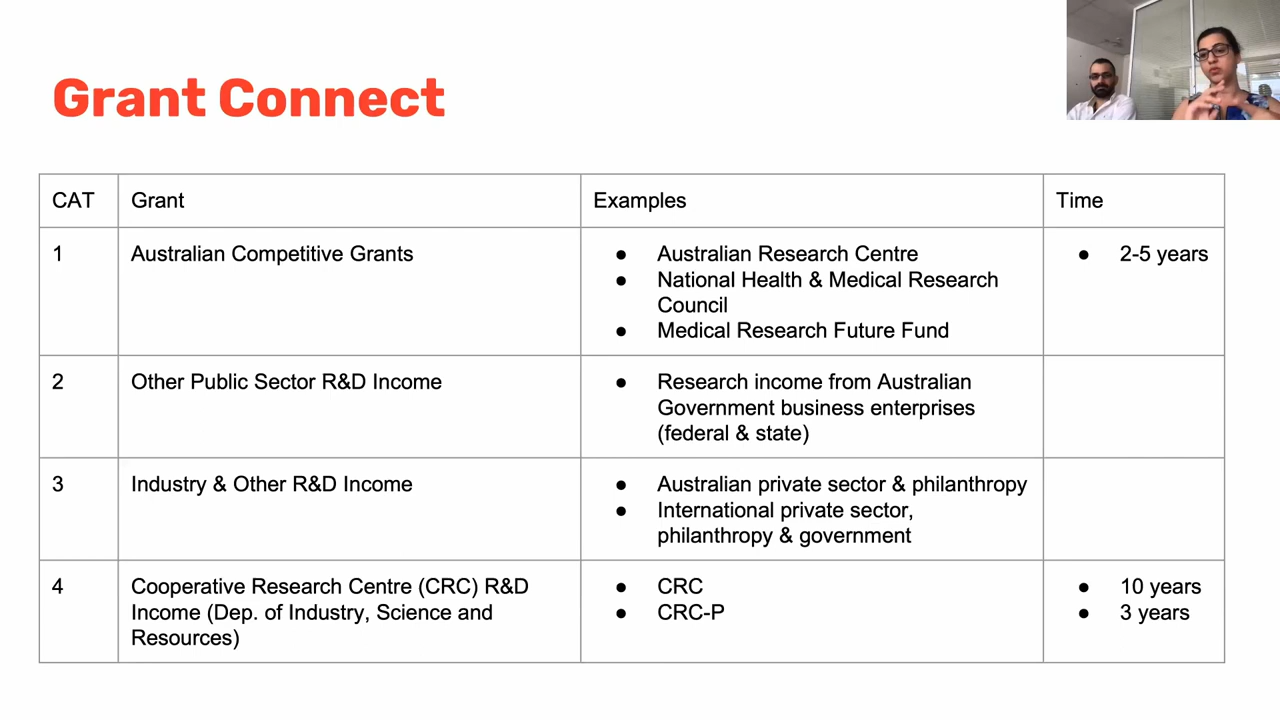 Grant Connect
CAT Grant Examples Time
1 Australian Competitive Grants ● Australian Research Centre ● 2-5 years
● National Health & Medical Research
Council
● Medical Research Future Fund
2 Other Public Sector R&D Income ● Research income from Australian
Government business enterprises
(federal & state)
3 Industry & Other R&D Income ● Australian private sector & philanthropy
● International private sector,
philanthropy & government
4 Cooperative Research Centre (CRC) R&D ● CRC ● 10 years
Income (Dep. of Industry, Science and ● CRC-P ● 3 years
Resources)